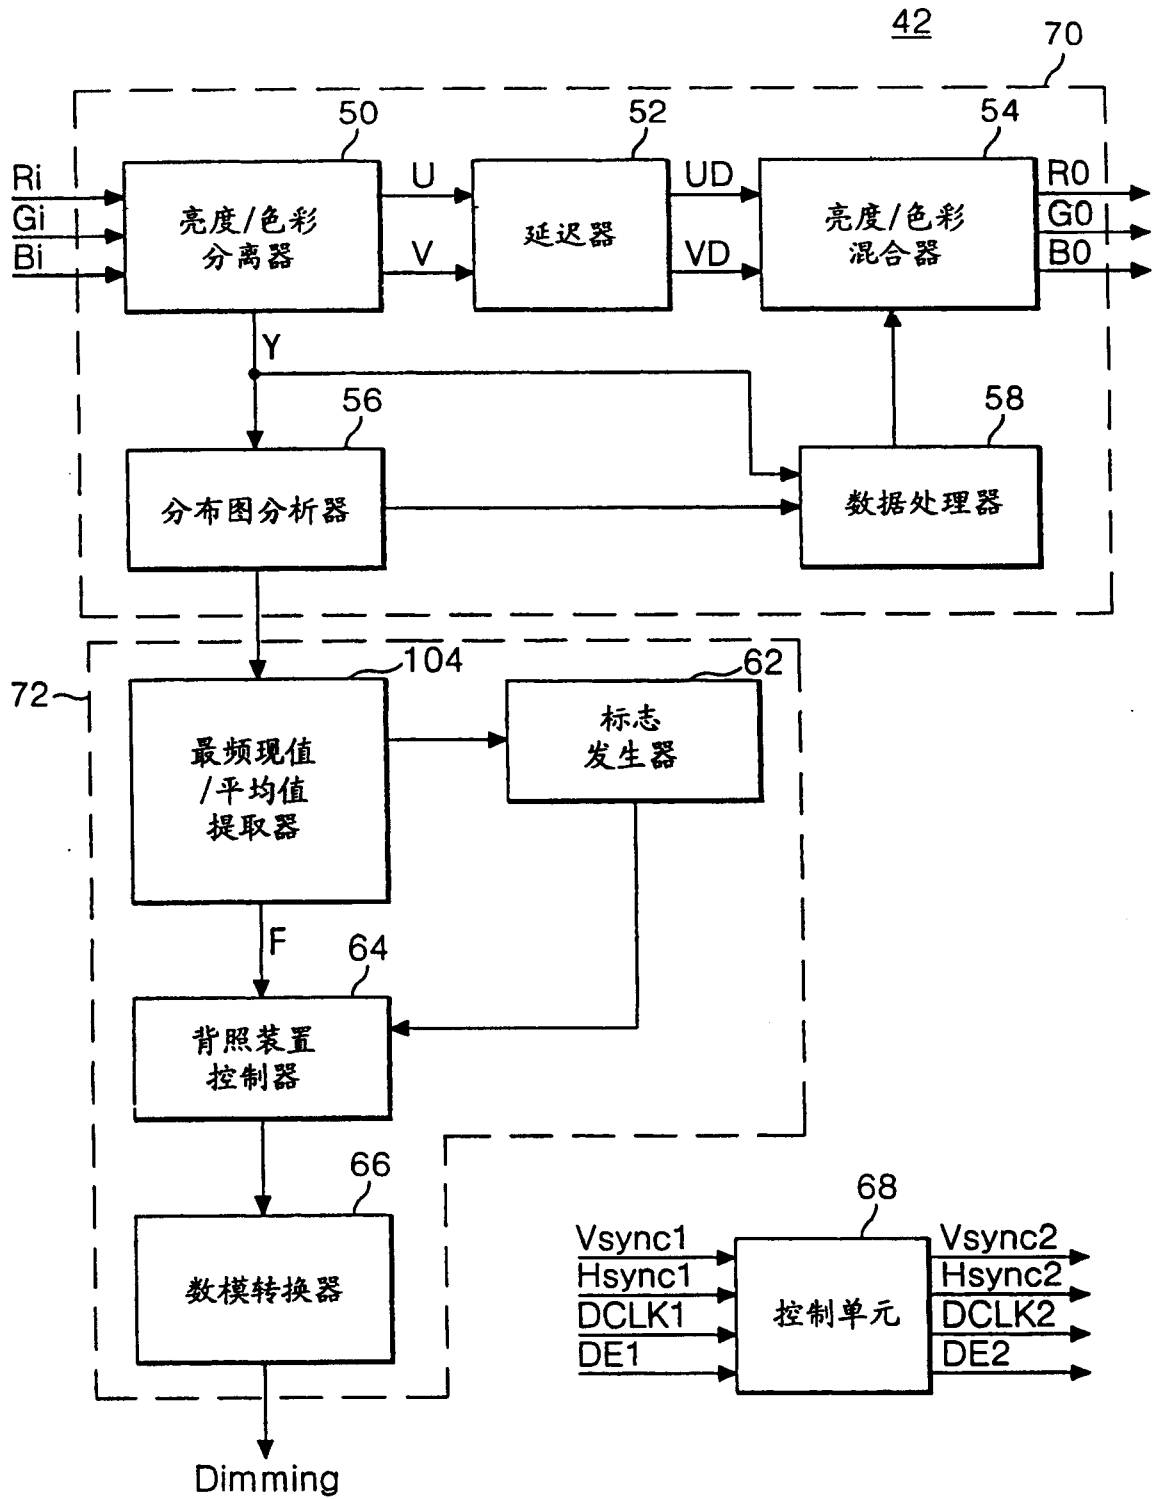 42
70
50
52
54
Ri
Gi
Bi
亮度/色彩
分离器
U
V
延迟器
UD
VD
亮度/色彩
混合器
R0
G0
B0
Y
56
58
分布图分析器
数据处理器
72
104
62
最频现值
/平均值
提取器
标志
发生器
F
64
背照装置
控制器
66
68
数模转换器
Vsync1
Hsync1
DCLK1
DE1
控制单元
Vsync2
Hsync2
DCLK2
DE2
Dimming